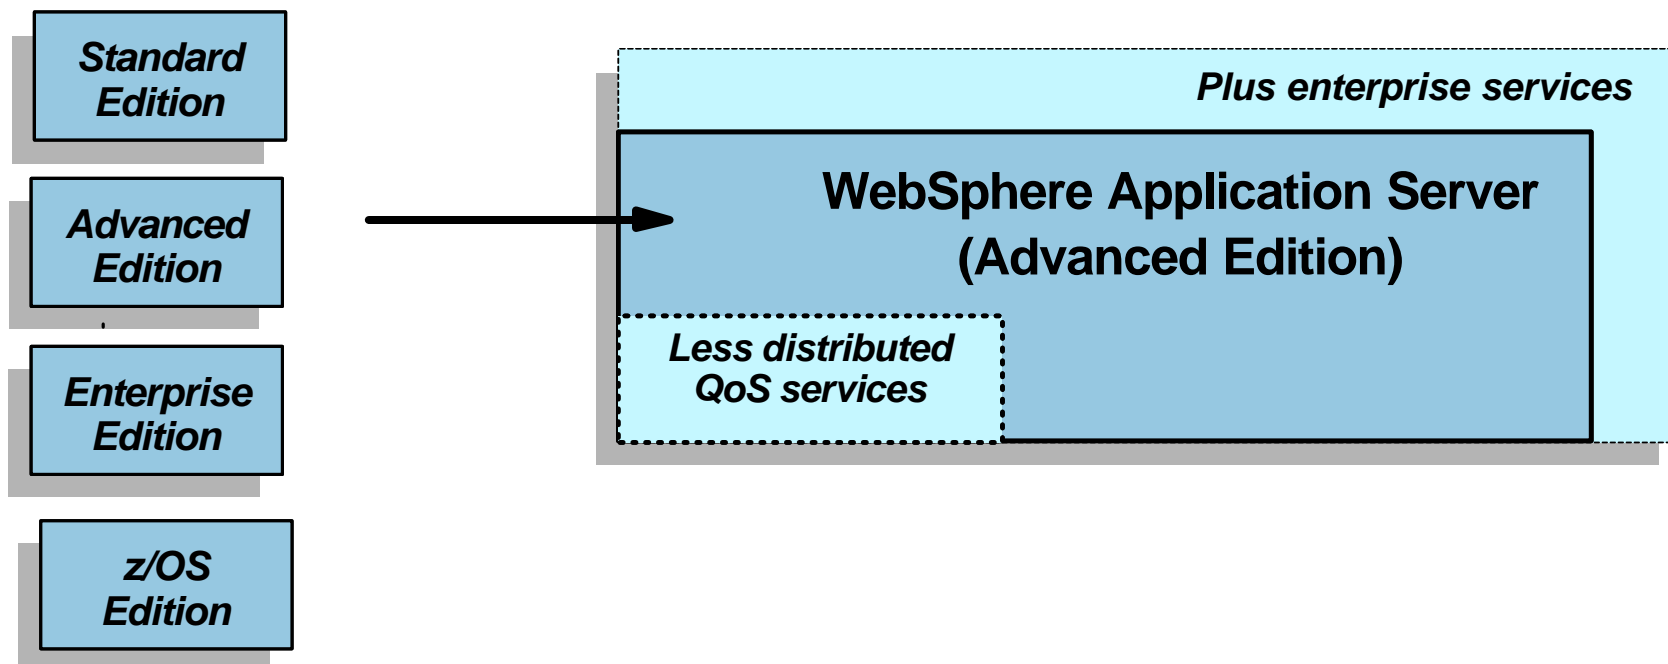 Standard
Edition
Advanced
Edition
Enterprise
Edition
z/OS
Edition
Plus enterprise services
WebSphere Application Server
(Advanced Edition)
Less distributed
QoS services